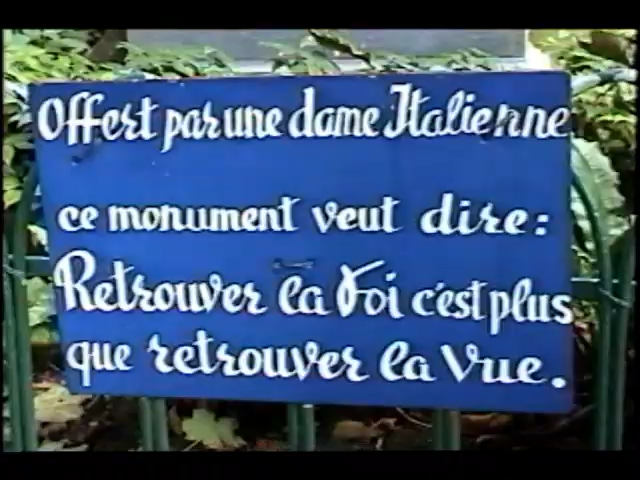 Offert par une dame Italienne
ce monument veut dire:
Retrouver la Foi c'est plus
que retrouver la Vue.